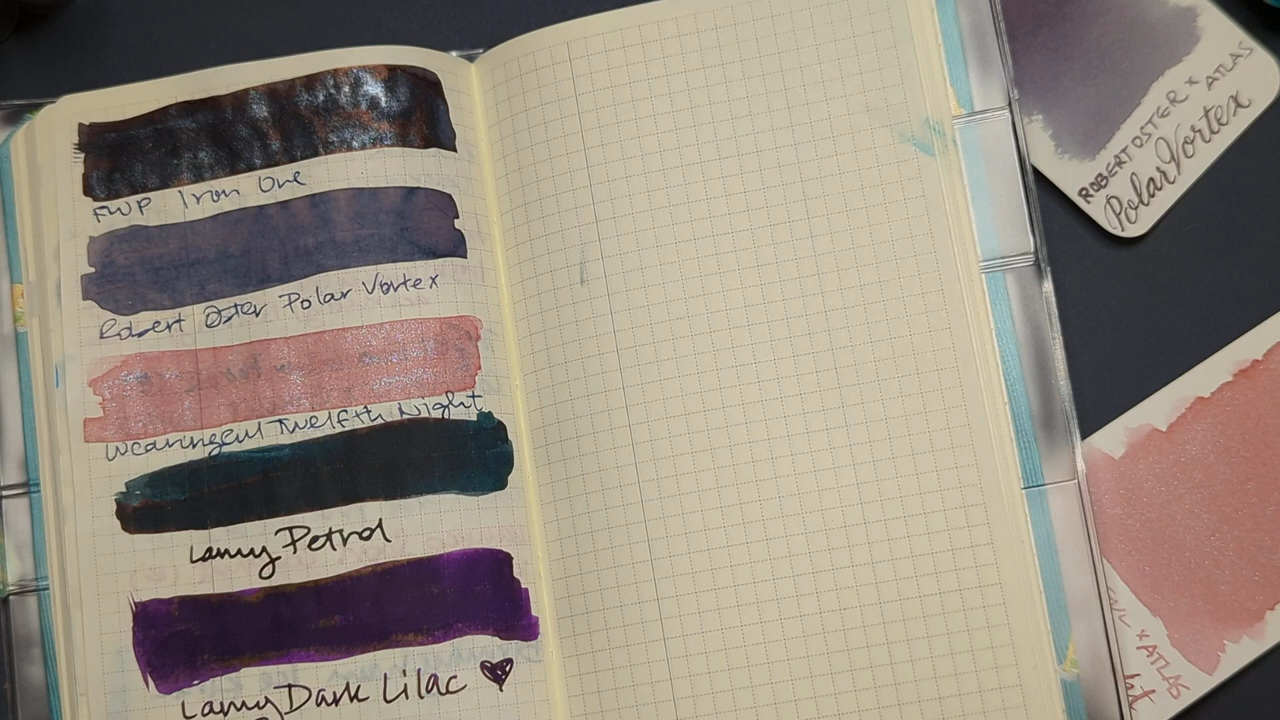 FWP Iron One
Robert Oster Polar Vortex
Wearingeul Twelfth Night
Lamy Petrol
Lamy Dark Lilac
ROBERT OSTER x
ATLAS
Polar Vortex
x ATLAS